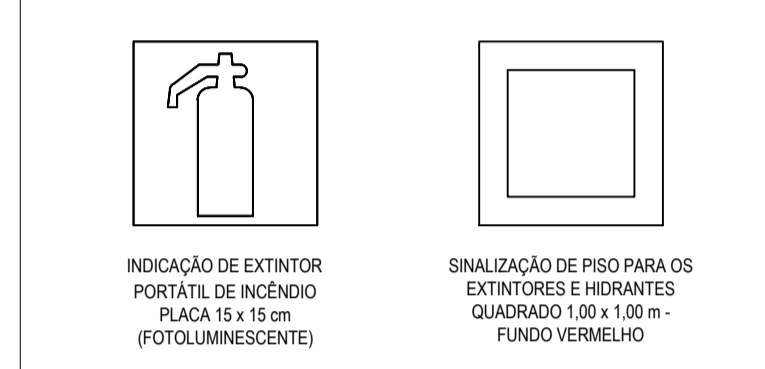 INDICAÇÃO DE EXTINTOR
PORTÁTIL DE INCÊNDIO
PLACA 15 x 15 cm
(FOTOLUMINESCENTE)
SINALIZAÇÃO DE PISO PARA OS
EXTINTORES E HIDRANTES
QUADRADO 1,00 x 1,00 m -
FUNDO VERMELHO